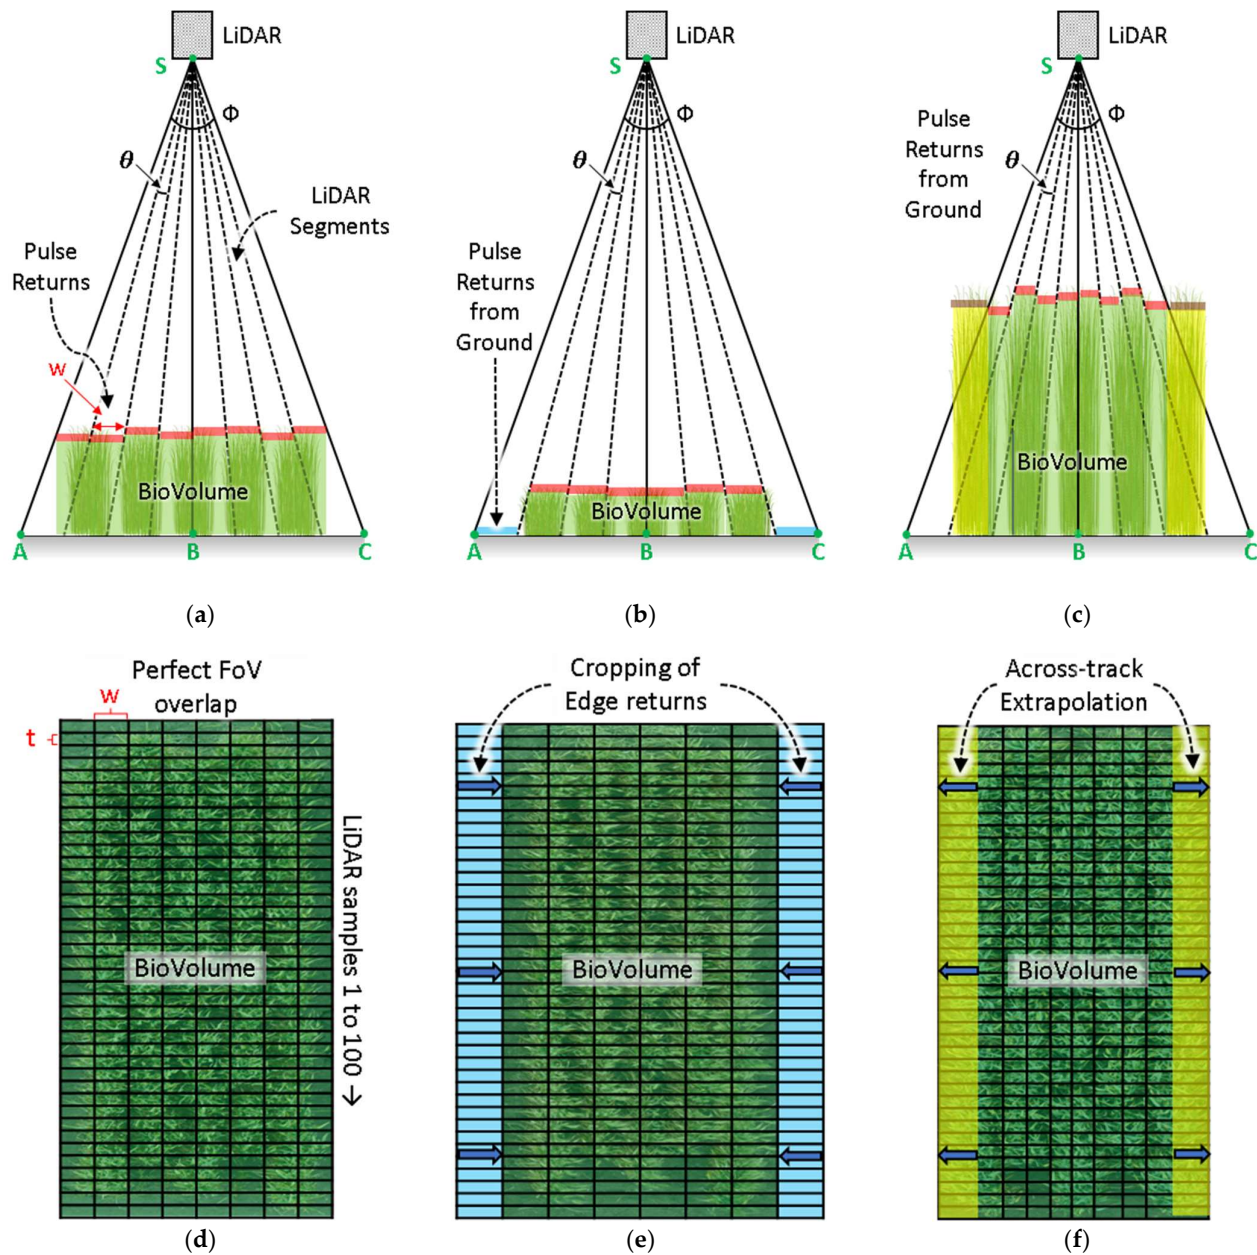 LiDAR
S
Φ
θ
LiDAR
Segments
Pulse
Returns
W
BioVolume
A
B
C
(a)
LiDAR
S
Φ
θ
Pulse
Returns
from
Ground
BioVolume
A
B
C
(b)
LiDAR
S
Φ
θ
Pulse
Returns
from
Ground
BioVolume
A
B
C
(c)
Perfect FoV
overlap
W
t
LiDAR samples 1 to 100 →
BioVolume
(d)
Cropping of
Edge returns
BioVolume
(e)
Across-track
Extrapolation
BioVolume
(f)